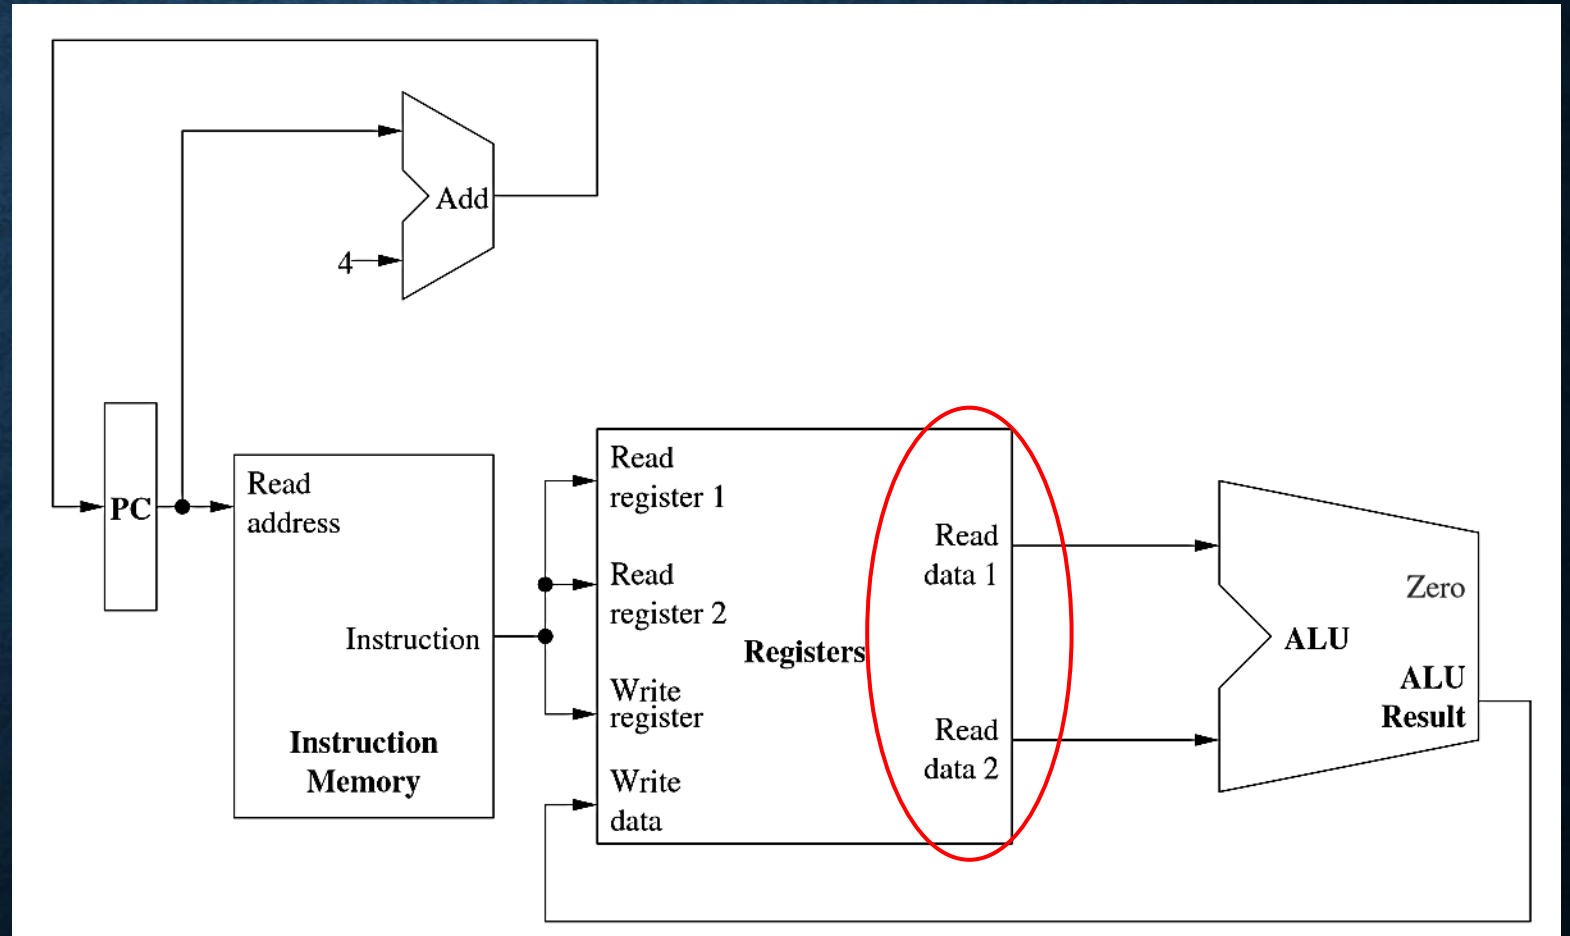 Add
4
PC
Read
address
Instruction
Instruction
Memory
Read
register 1
Read
register 2
Registers
Write
register
Write
data
Read
data 1
Read
data 2
Zero
ALU
ALU
Result